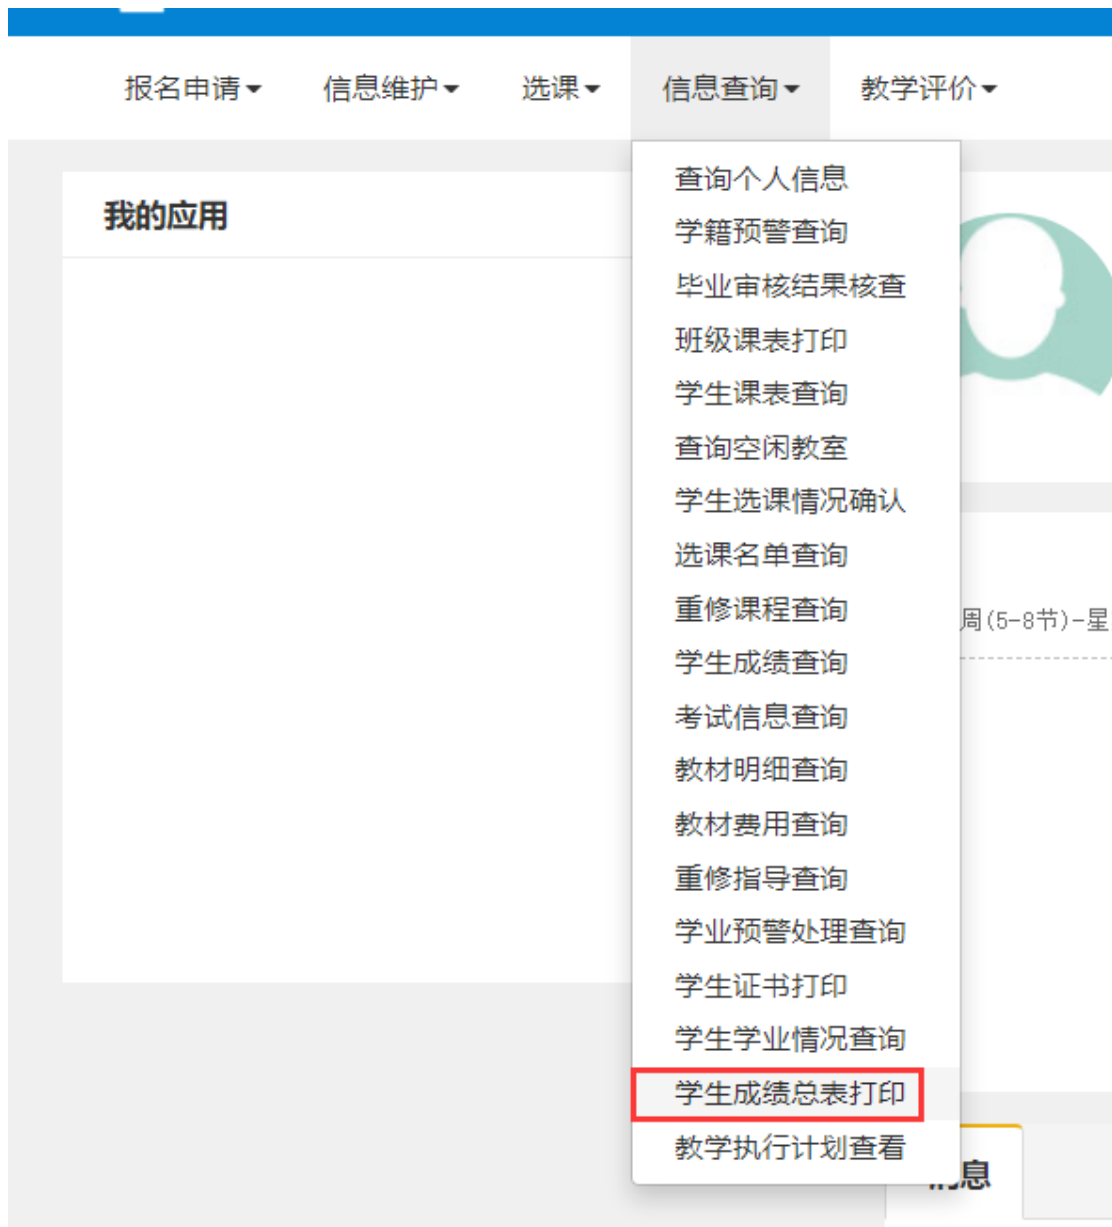 报名申请 信息维护 选课 信息查询 教学评价
我的应用
查询个人信息
学籍预警查询
毕业审核结果核查
班级课表打印
学生课表查询
查询空闲教室
学生选课情况确认
选课名单查询
重修课程查询
周(5-8节)-星
学生成绩查询
考试信息查询
教材明细查询
教材费用查询
重修指导查询
学业预警处理查询
学生证书打印
学生学业情况查询
学生成绩总表打印
教学执行计划查看
息